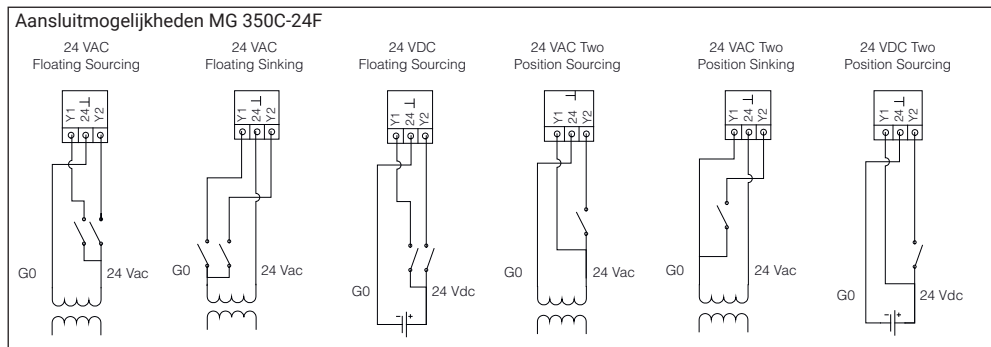 Aansluitmogelijkheden MG 350C-24F
24 VAC
Floating Sourcing
24 VAC
Floating Sinking
24 VDC
Floating Sourcing
24 VAC Two
Position Sourcing
24 VAC Two
Position Sinking
24 VDC Two
Position Sourcing
Y1 24 Y2
Y1 24 Y2
Y1 24 Y2
Y1 24 Y2
Y1 24 Y2
Y1 24 Y2
G0 24 Vac
G0 24 Vac
G0 24 Vdc
- +
G0 24 Vac
G0 24 Vac
G0 24 Vdc
- +